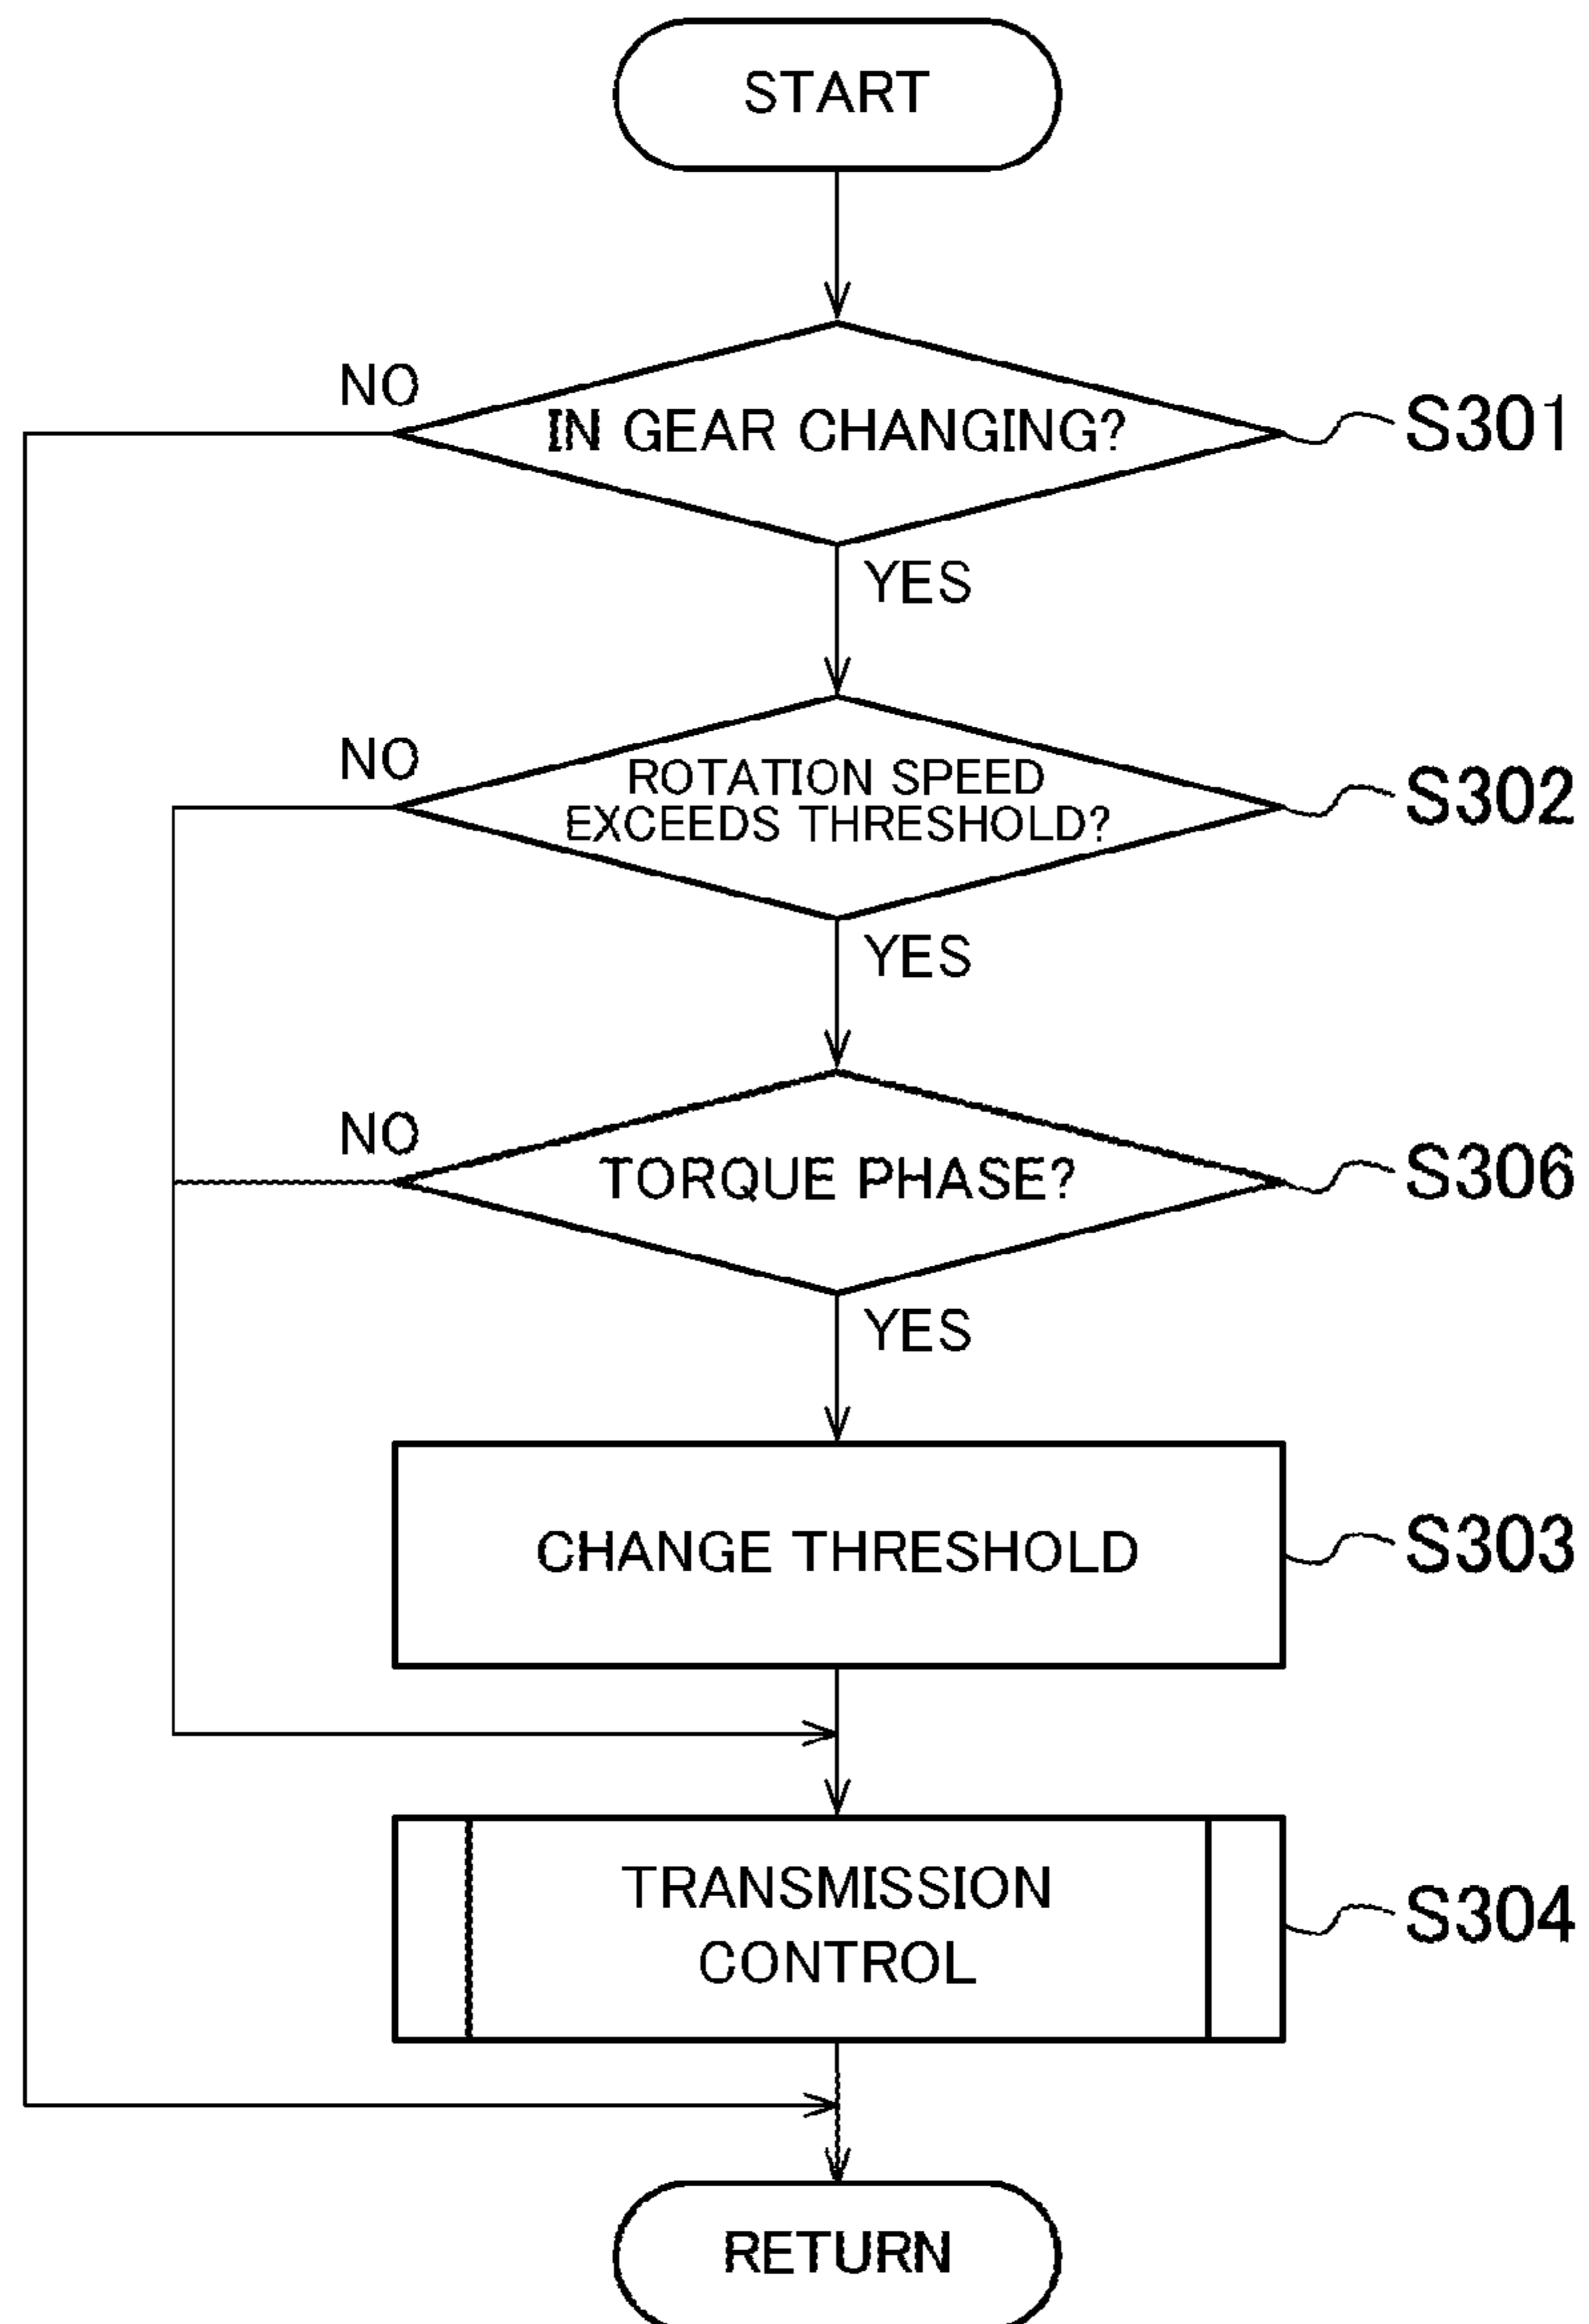 START
NO
IN GEAR CHANGING?
S301
YES
NO
ROTATION SPEED
EXCEEDS THRESHOLD?
S302
YES
NO
TORQUE PHASE?
S306
YES
CHANGE THRESHOLD
S303
TRANSMISSION
CONTROL
S304
RETURN